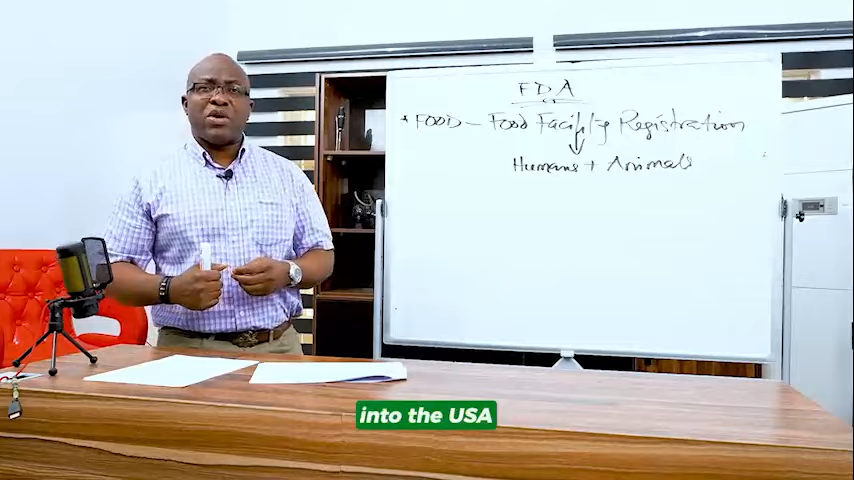 FDA
* FOOD - Food Facility Registration
Humans + Animals
into the USA